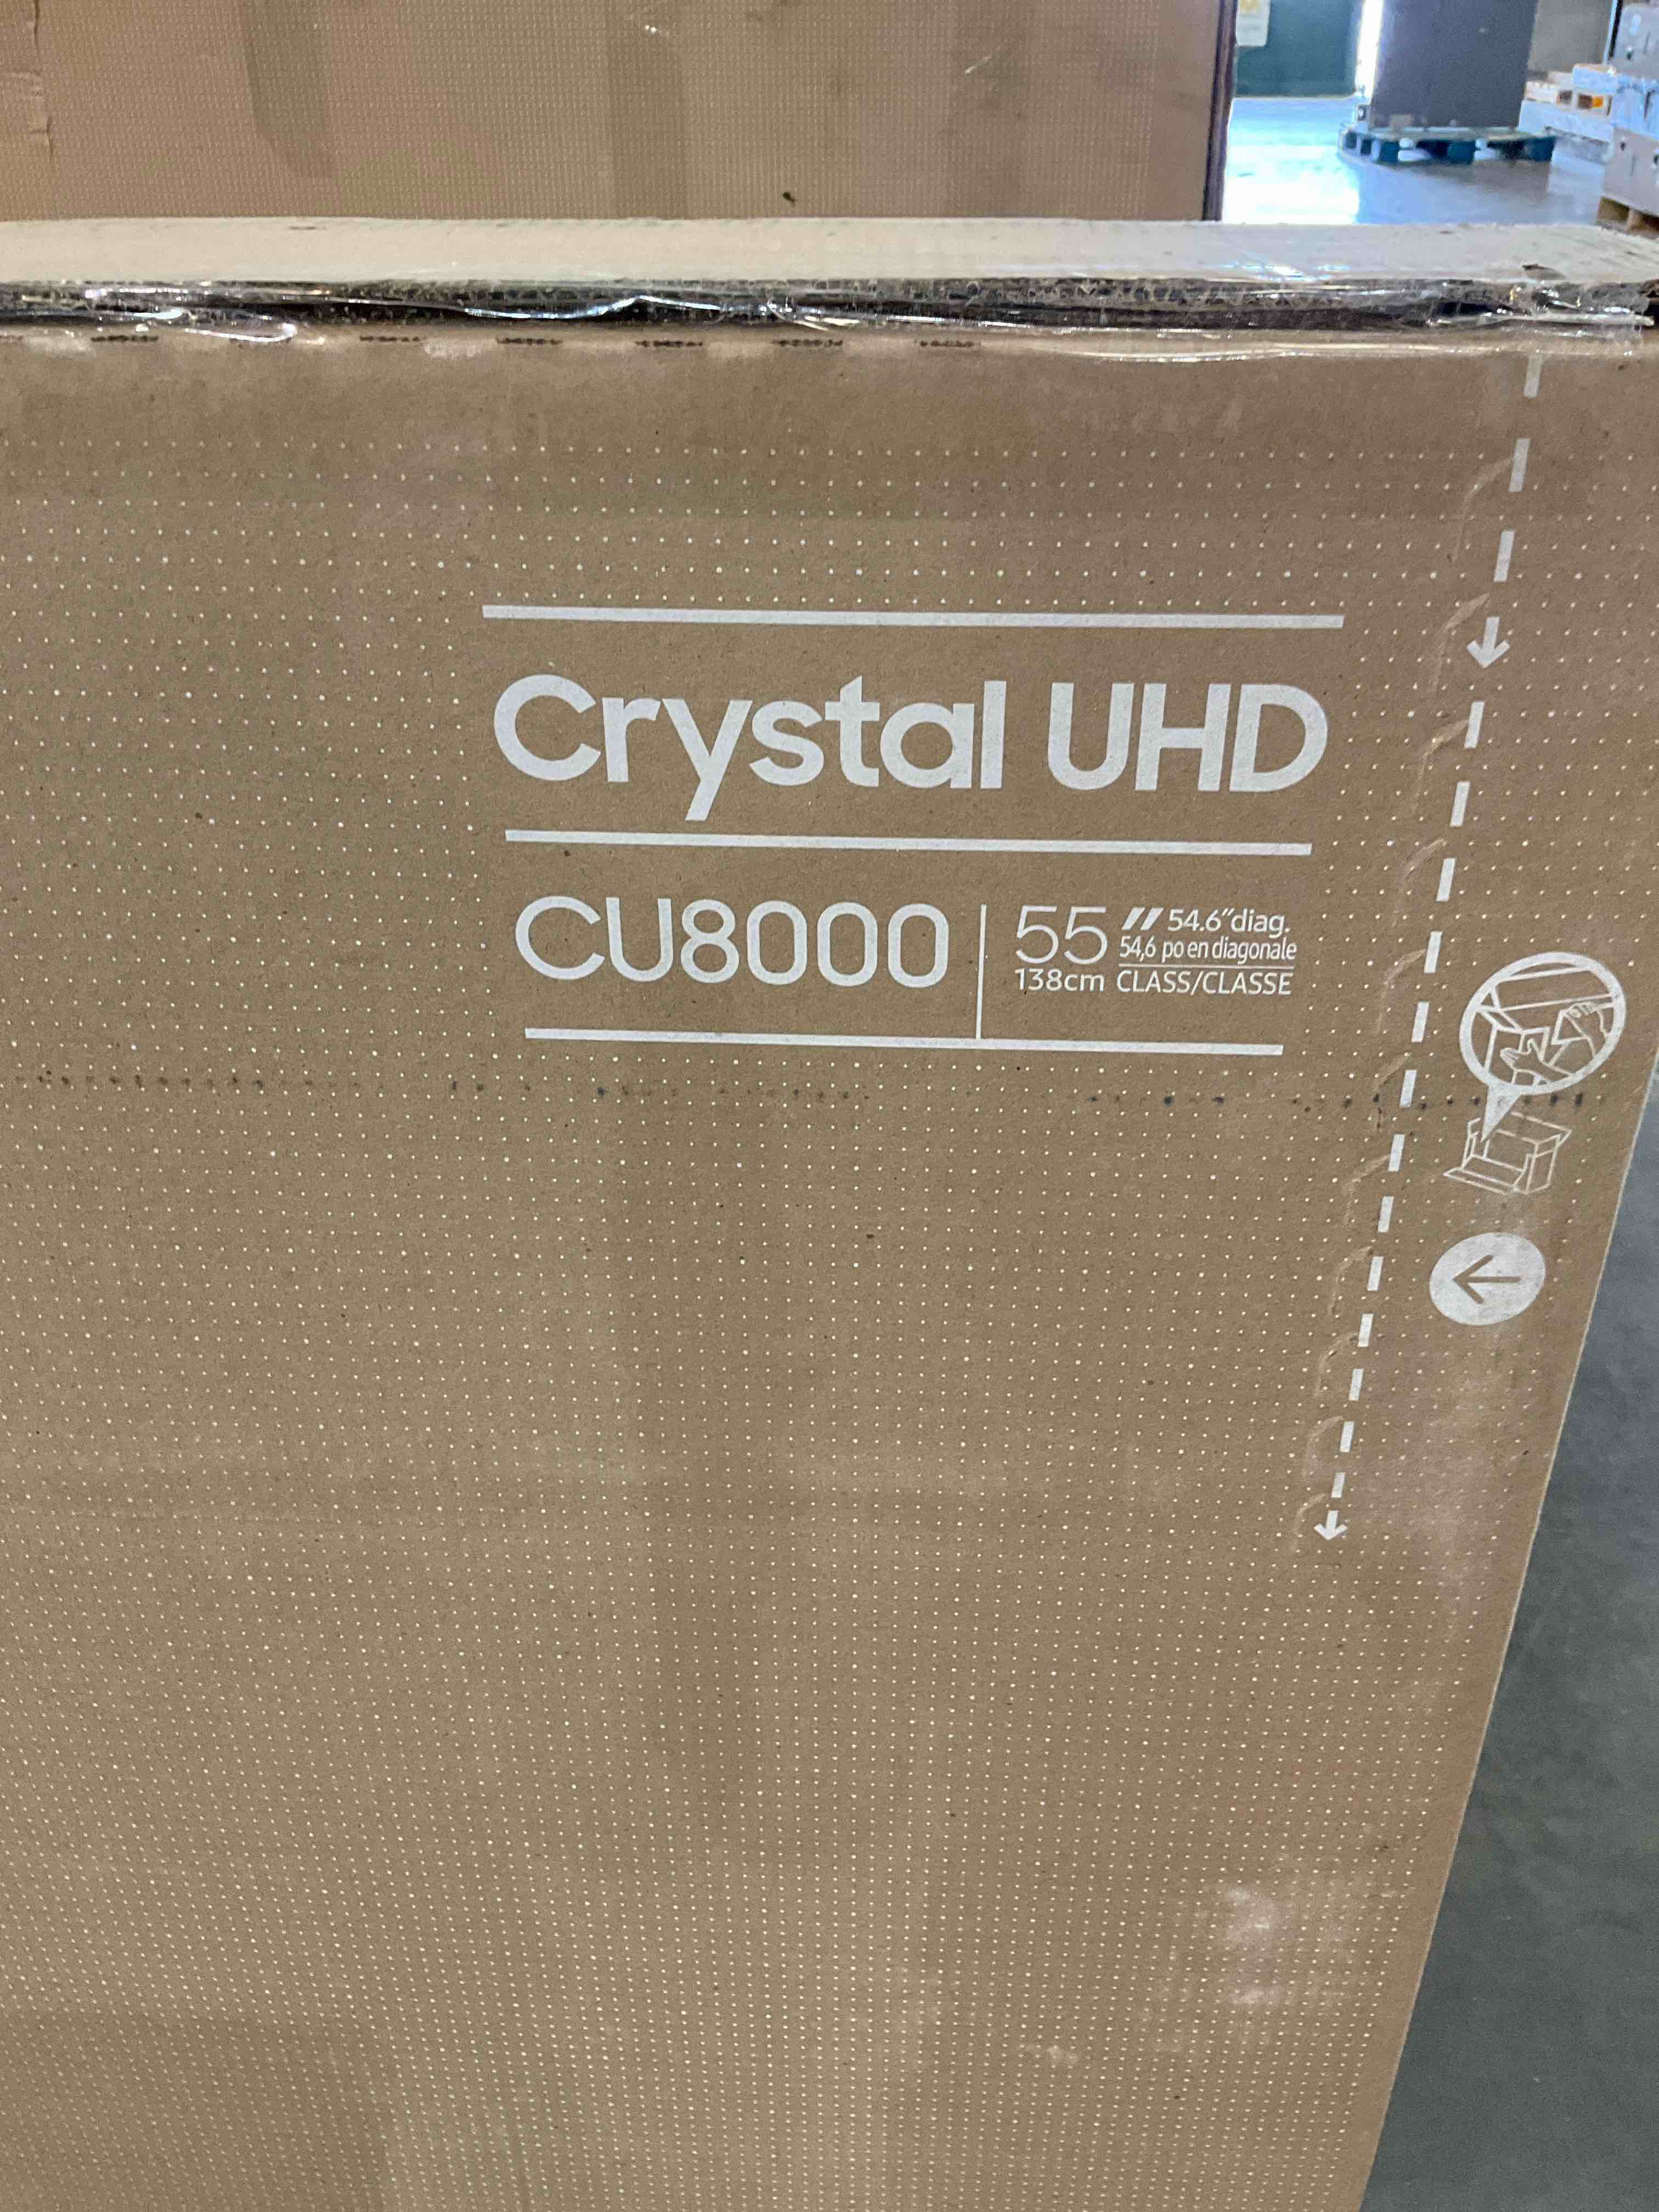 Crystal UHD
CU8000
55" 54.6"diag.
54,6 po en diagonale
138cm CLASS/CLASSE